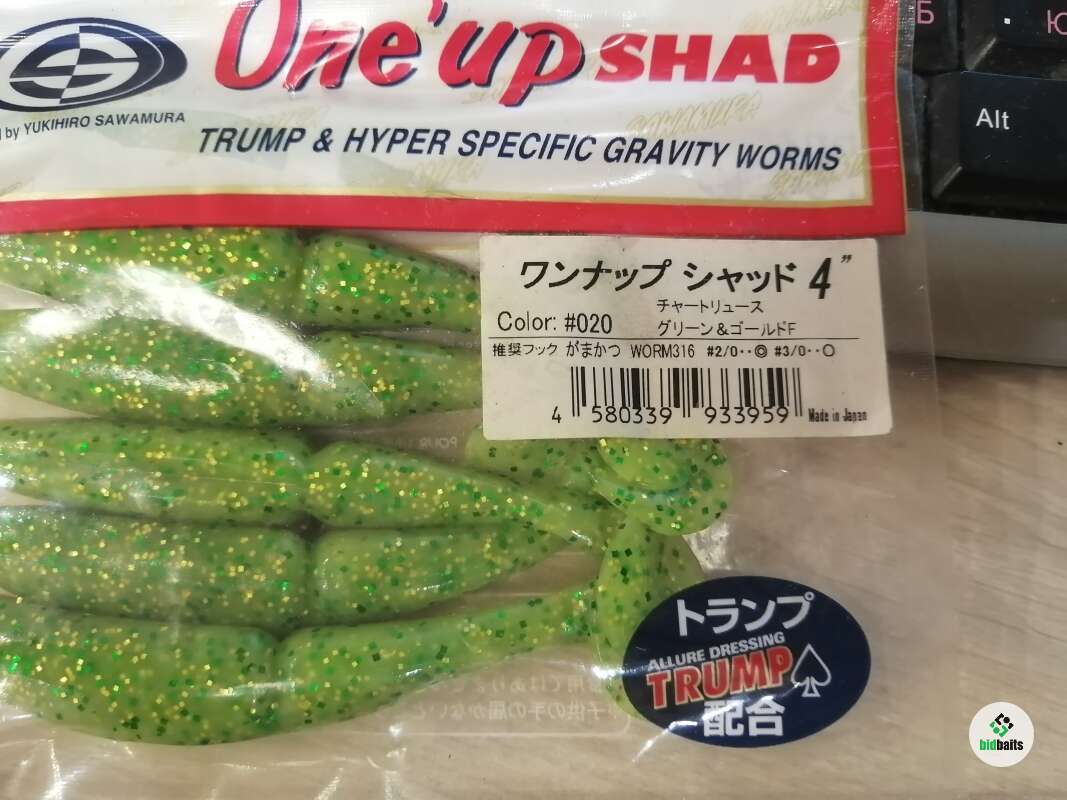 One'up SHAD
by YUKIHIRO SAWAMURA
TRUMP & HYPER SPECIFIC GRAVITY WORMS
ワンナップ シャッド 4”
チャートリュース
Color: #020 グリーン&ゴールドF
推奨フック がまかつ WORM316 #2/0・・◎ #3/0・・〇
4 580339 933959 Made in Japan
トランプ
ALLURE DRESSING
TRUMP
配合
Alt
Б
Ю
bidbaits